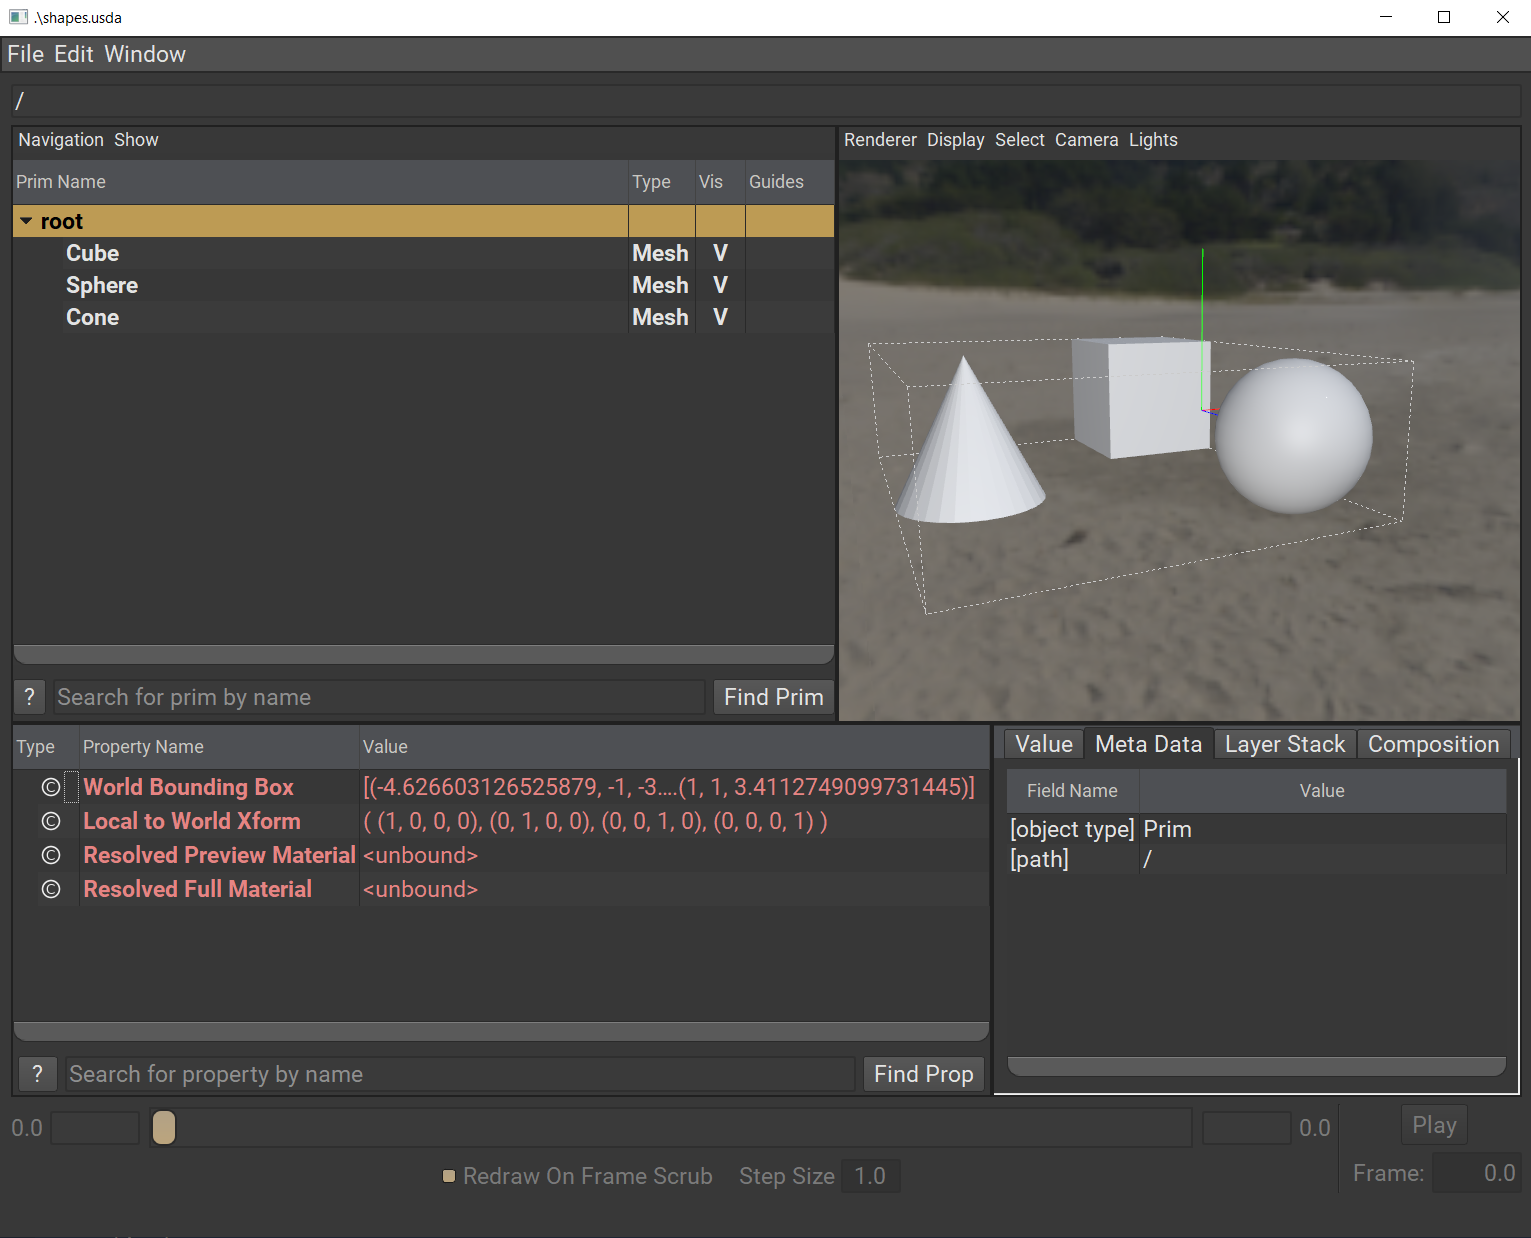 .\shapes.usda
File Edit Window
/
Navigation Show
Renderer Display Select Camera Lights
Prim Name Type Vis Guides
root
Cube Mesh V
Sphere Mesh V
Cone Mesh V
? Search for prim by name Find Prim
Type Property Name Value
© World Bounding Box [(-4.626603126525879, -1, -3....(1, 1, 3.4112749099731445)]
© Local to World Xform ( (1, 0, 0, 0), (0, 1, 0, 0), (0, 0, 1, 0), (0, 0, 0, 1) )
© Resolved Preview Material <unbound>
© Resolved Full Material <unbound>
? Search for property by name Find Prop
Value Meta Data Layer Stack Composition
Field Name Value
[object type] Prim
[path] /
0.0 0.0 Play
Redraw On Frame Scrub Step Size 1.0 Frame: 0.0